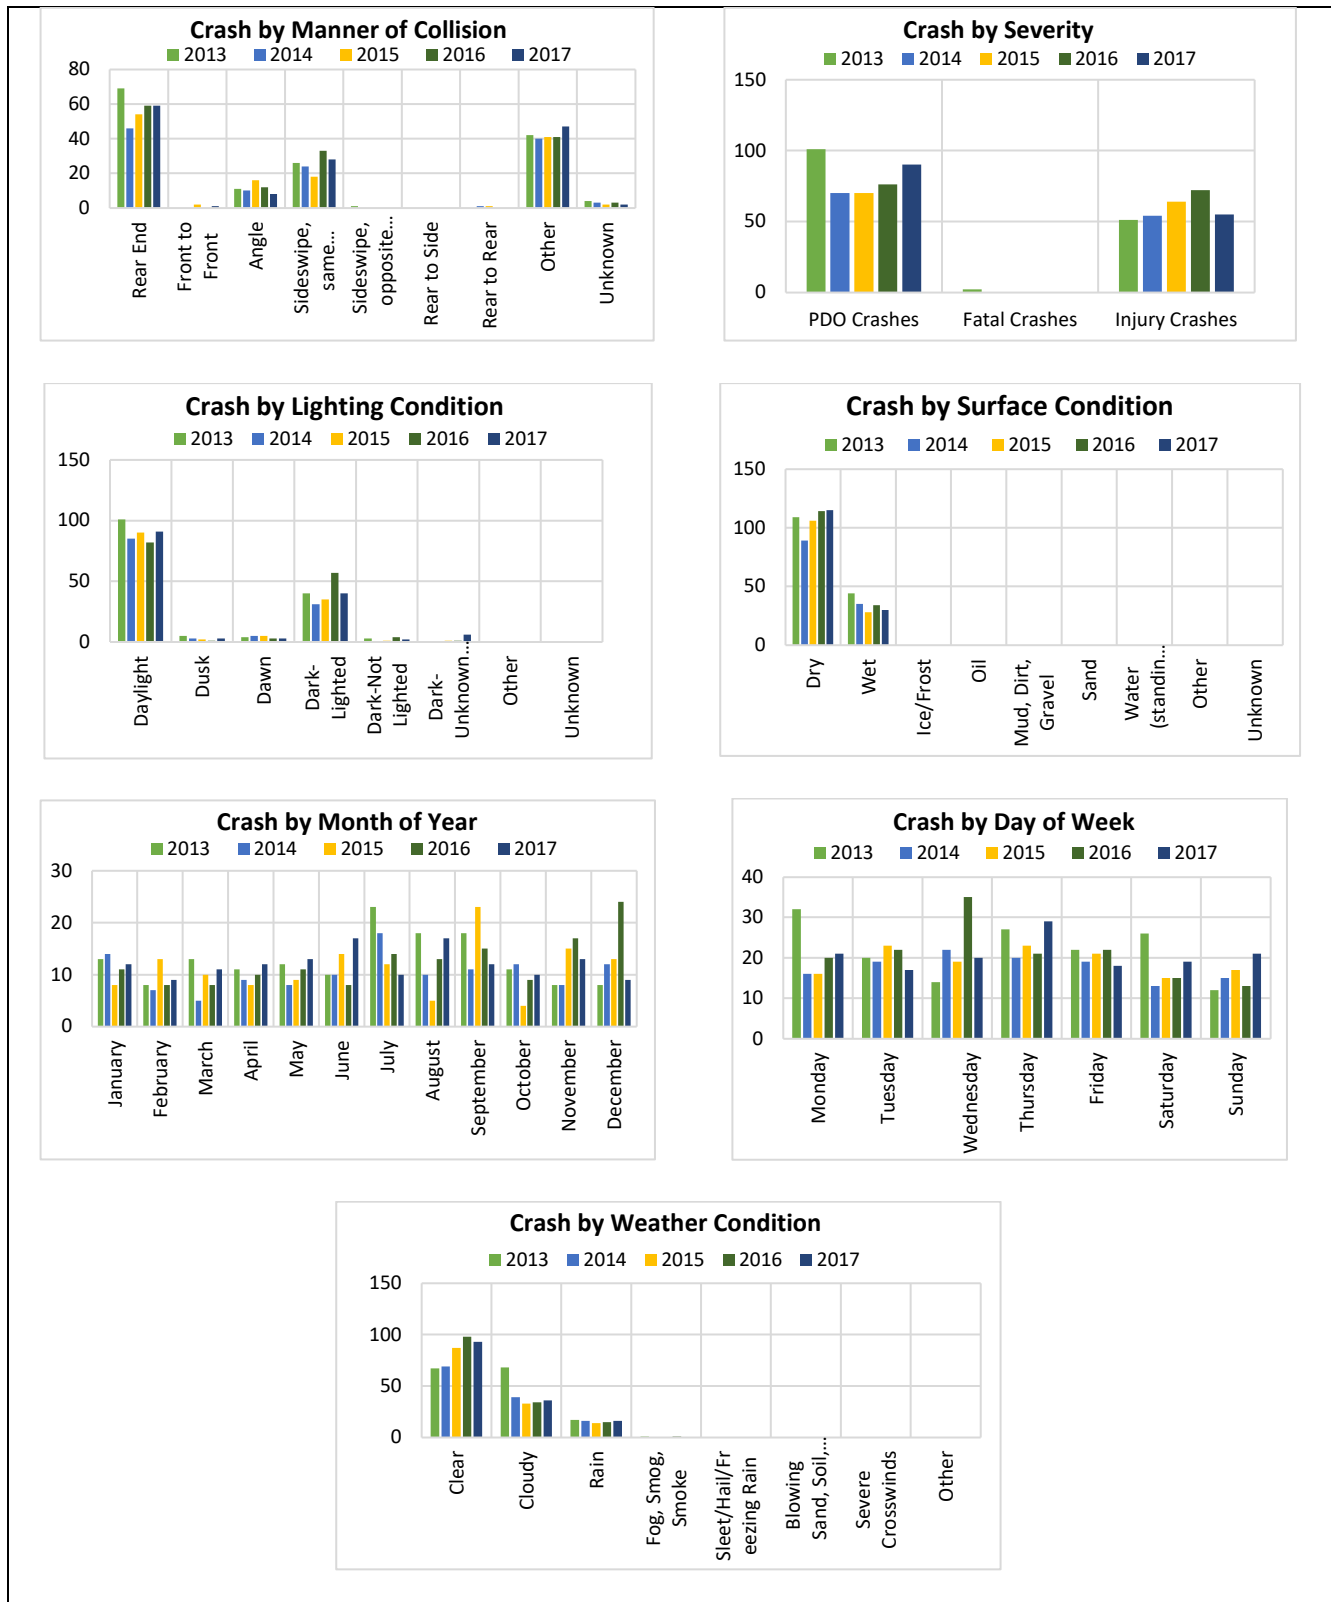 Crash by Manner of Collision
2013 2014 2015 2016 2017
80
60
40
20
0
Rear End
Front to
Front
Angle
Sideswipe,
same...
Sideswipe,
opposite...
Rear to Side
Rear to Rear
Other
Unknown
Crash by Severity
2013 2014 2015 2016 2017
150
100
50
0
PDO Crashes Fatal Crashes Injury Crashes
Crash by Lighting Condition
2013 2014 2015 2016 2017
150
100
50
0
Daylight
Dusk
Dawn
Dark-
Lighted
Dark-Not
Lighted
Dark-
Unknown...
Other
Unknown
Crash by Surface Condition
2013 2014 2015 2016 2017
150
100
50
0
Dry
Wet
Ice/Frost
Oil
Mud, Dirt,
Gravel
Sand
Water
(standin...
Other
Unknown
Crash by Month of Year
2013 2014 2015 2016 2017
30
20
10
0
January
February
March
April
May
June
July
August
September
October
November
December
Crash by Day of Week
2013 2014 2015 2016 2017
40
30
20
10
0
Monday
Tuesday
Wednesday
Thursday
Friday
Saturday
Sunday
Crash by Weather Condition
2013 2014 2015 2016 2017
150
100
50
0
Clear
Cloudy
Rain
Fog, Smog,
Smoke
Sleet/Hail/Fr
eezing Rain
Blowing
Sand, Soil,...
Severe
Crosswinds
Other